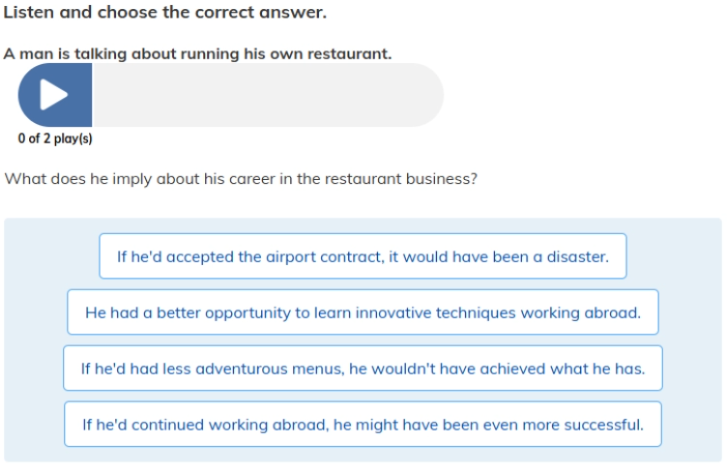 Listen and choose the correct answer.
A man is talking about running his own restaurant.
0 of 2 play(s)
What does he imply about his career in the restaurant business?
If he'd accepted the airport contract, it would have been a disaster.
He had a better opportunity to learn innovative techniques working abroad.
If he'd had less adventurous menus, he wouldn't have achieved what he has.
If he'd continued working abroad, he might have been even more successful.